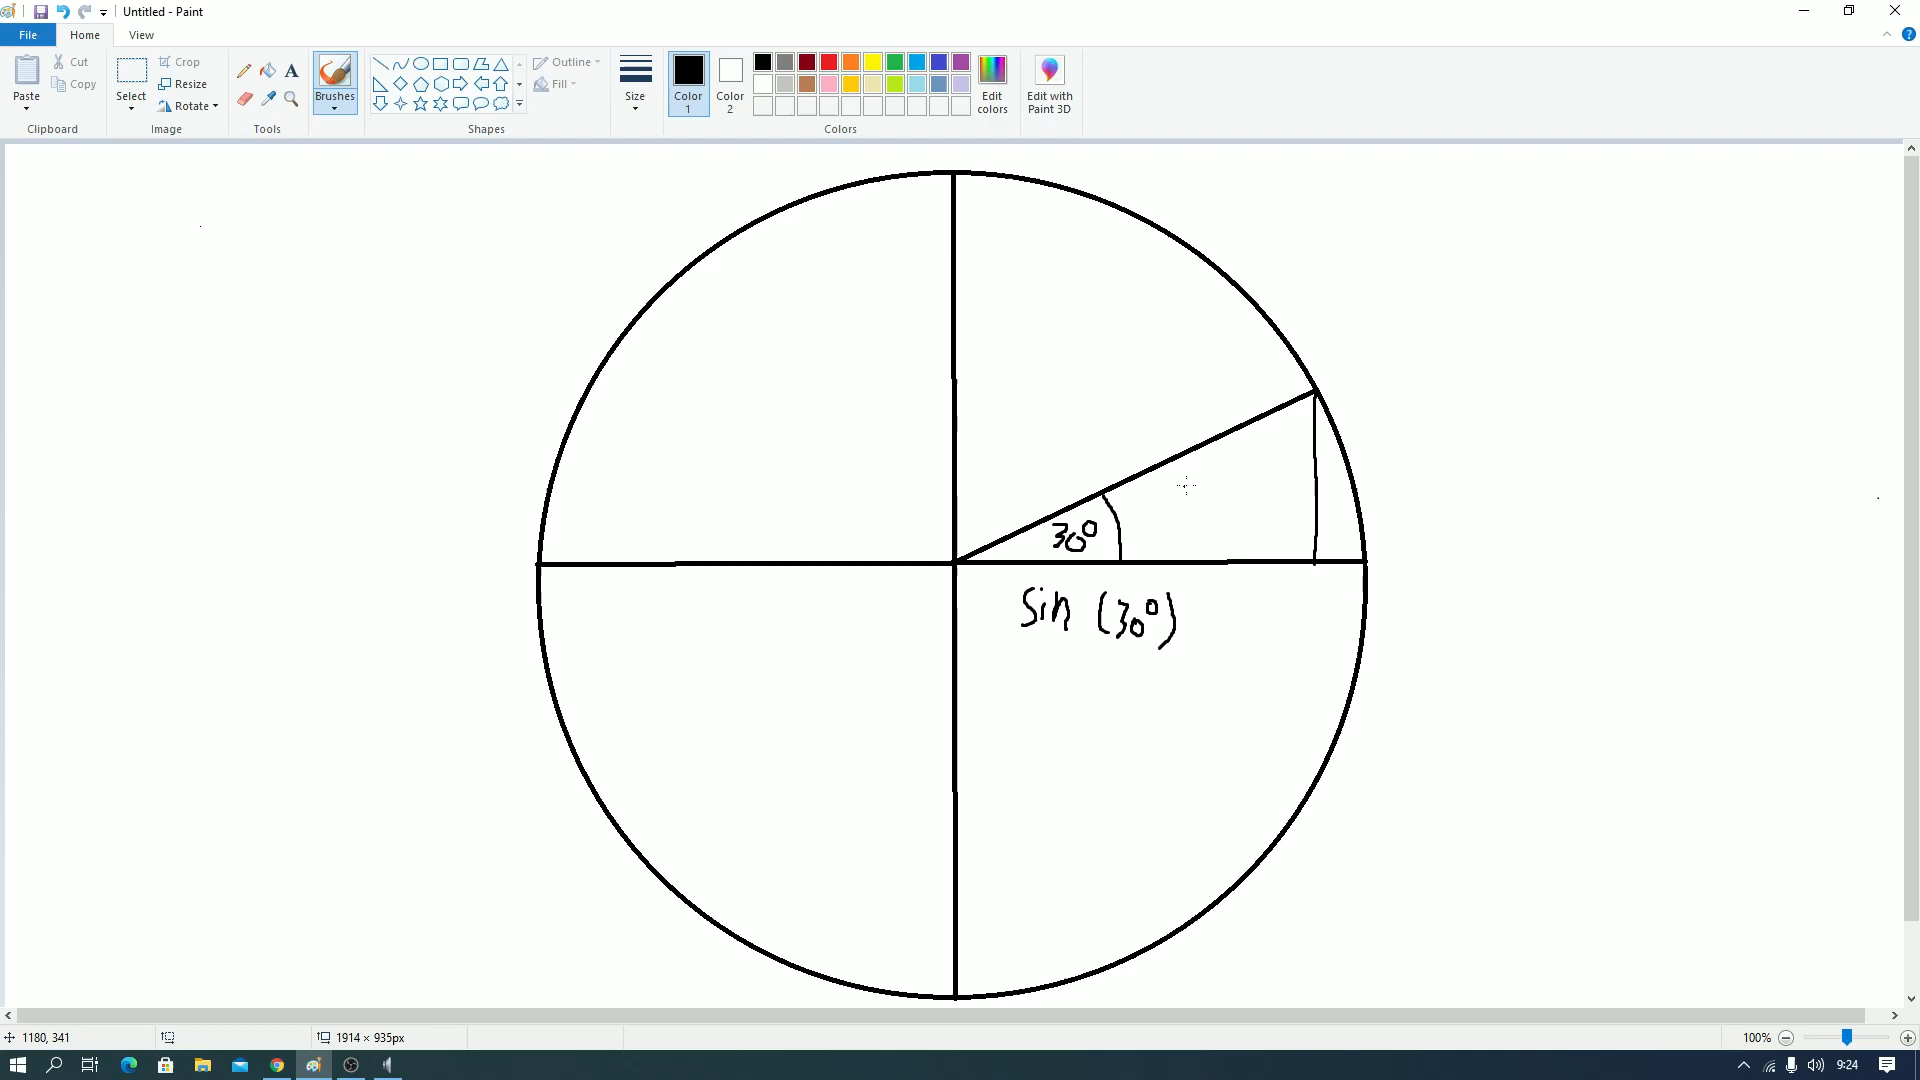 Untitled - Paint
File
Home
View
Paste
Cut
Copy
Clipboard
Select
Crop
Resize
Rotate
Image
Tools
Brushes
Shapes
Outline
Fill
Size
Color 1
Color 2
Edit colors
Colors
Edit with Paint 3D
30°
Sin (30°)
1180, 341
1914 × 935px
100%
9:24